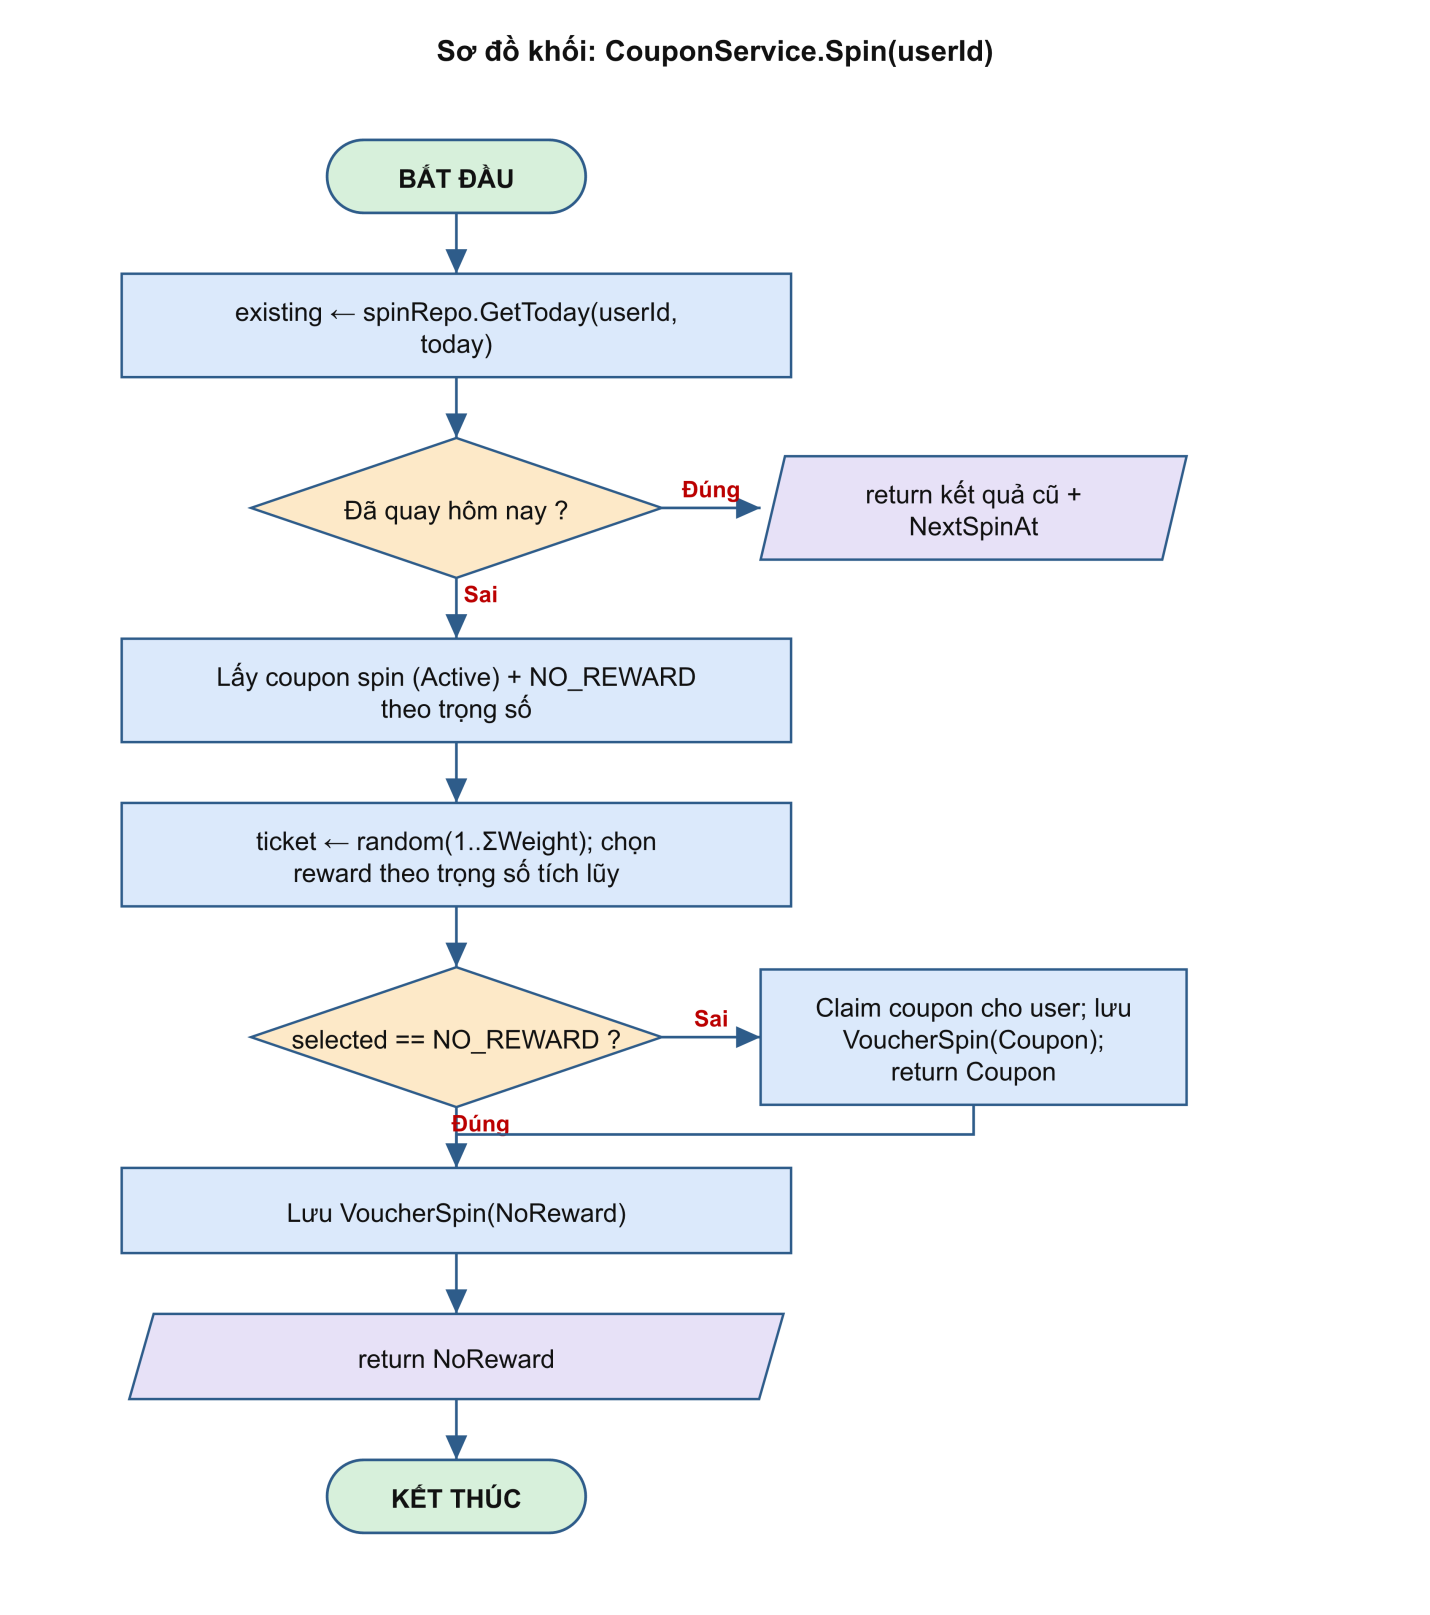 Sơ đồ khối: CouponService.Spin(userId)
BẮT ĐẦU
existing ← spinRepo.GetToday(userId,
today)
Đã quay hôm nay ?
Đúng
return kết quả cũ +
NextSpinAt
Sai
Lấy coupon spin (Active) + NO_REWARD
theo trọng số
ticket ← random(1..ΣWeight); chọn
reward theo trọng số tích lũy
selected == NO_REWARD ?
Sai
Claim coupon cho user; lưu
VoucherSpin(Coupon);
return Coupon
Đúng
Lưu VoucherSpin(NoReward)
return NoReward
KẾT THÚC